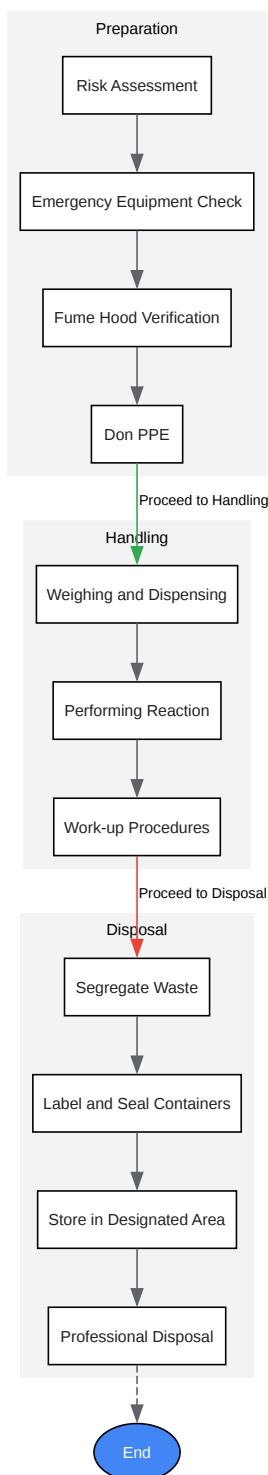 Preparation
Risk Assessment
Emergency Equipment Check
Fume Hood Verification
Don PPE
Proceed to Handling
Handling
Weighing and Dispensing
Performing Reaction
Work-up Procedures
Proceed to Disposal
Disposal
Segregate Waste
Label and Seal Containers
Store in Designated Area
Professional Disposal
End